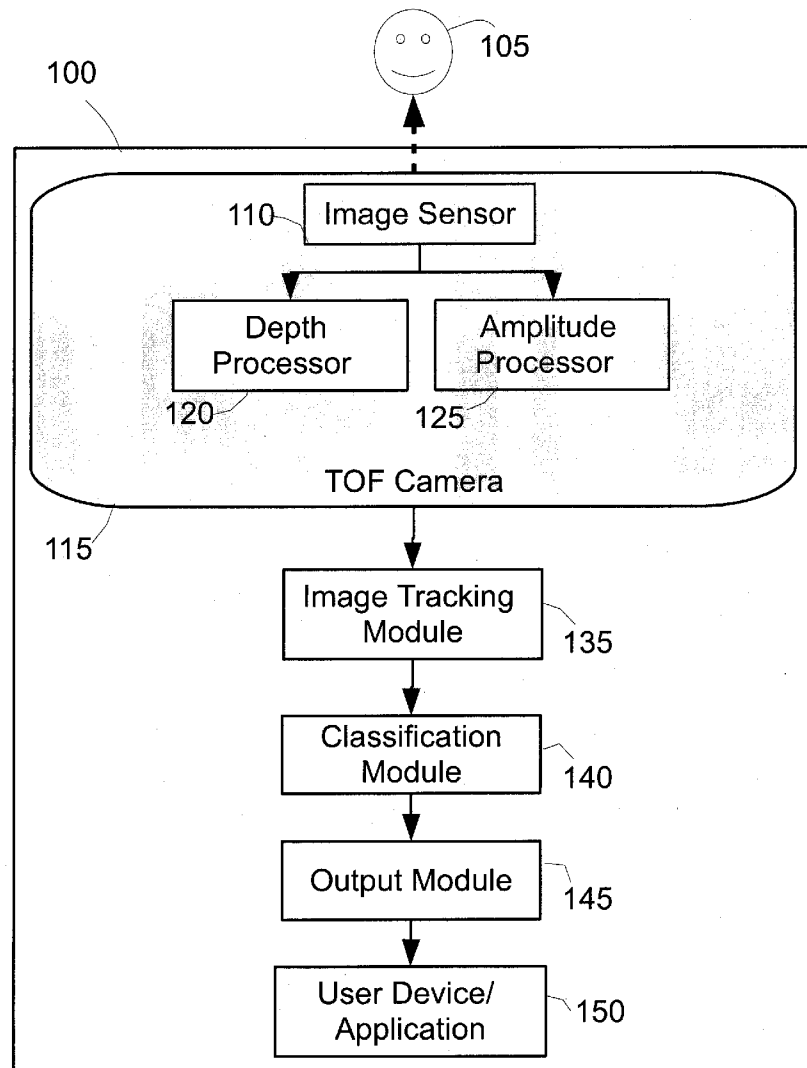 105
100
Image Sensor
110
Depth
Processor
Amplitude
Processor
120
125
TOF Camera
115
Image Tracking
Module
135
Classification
Module
140
Output Module
145
User Device/
Application
150